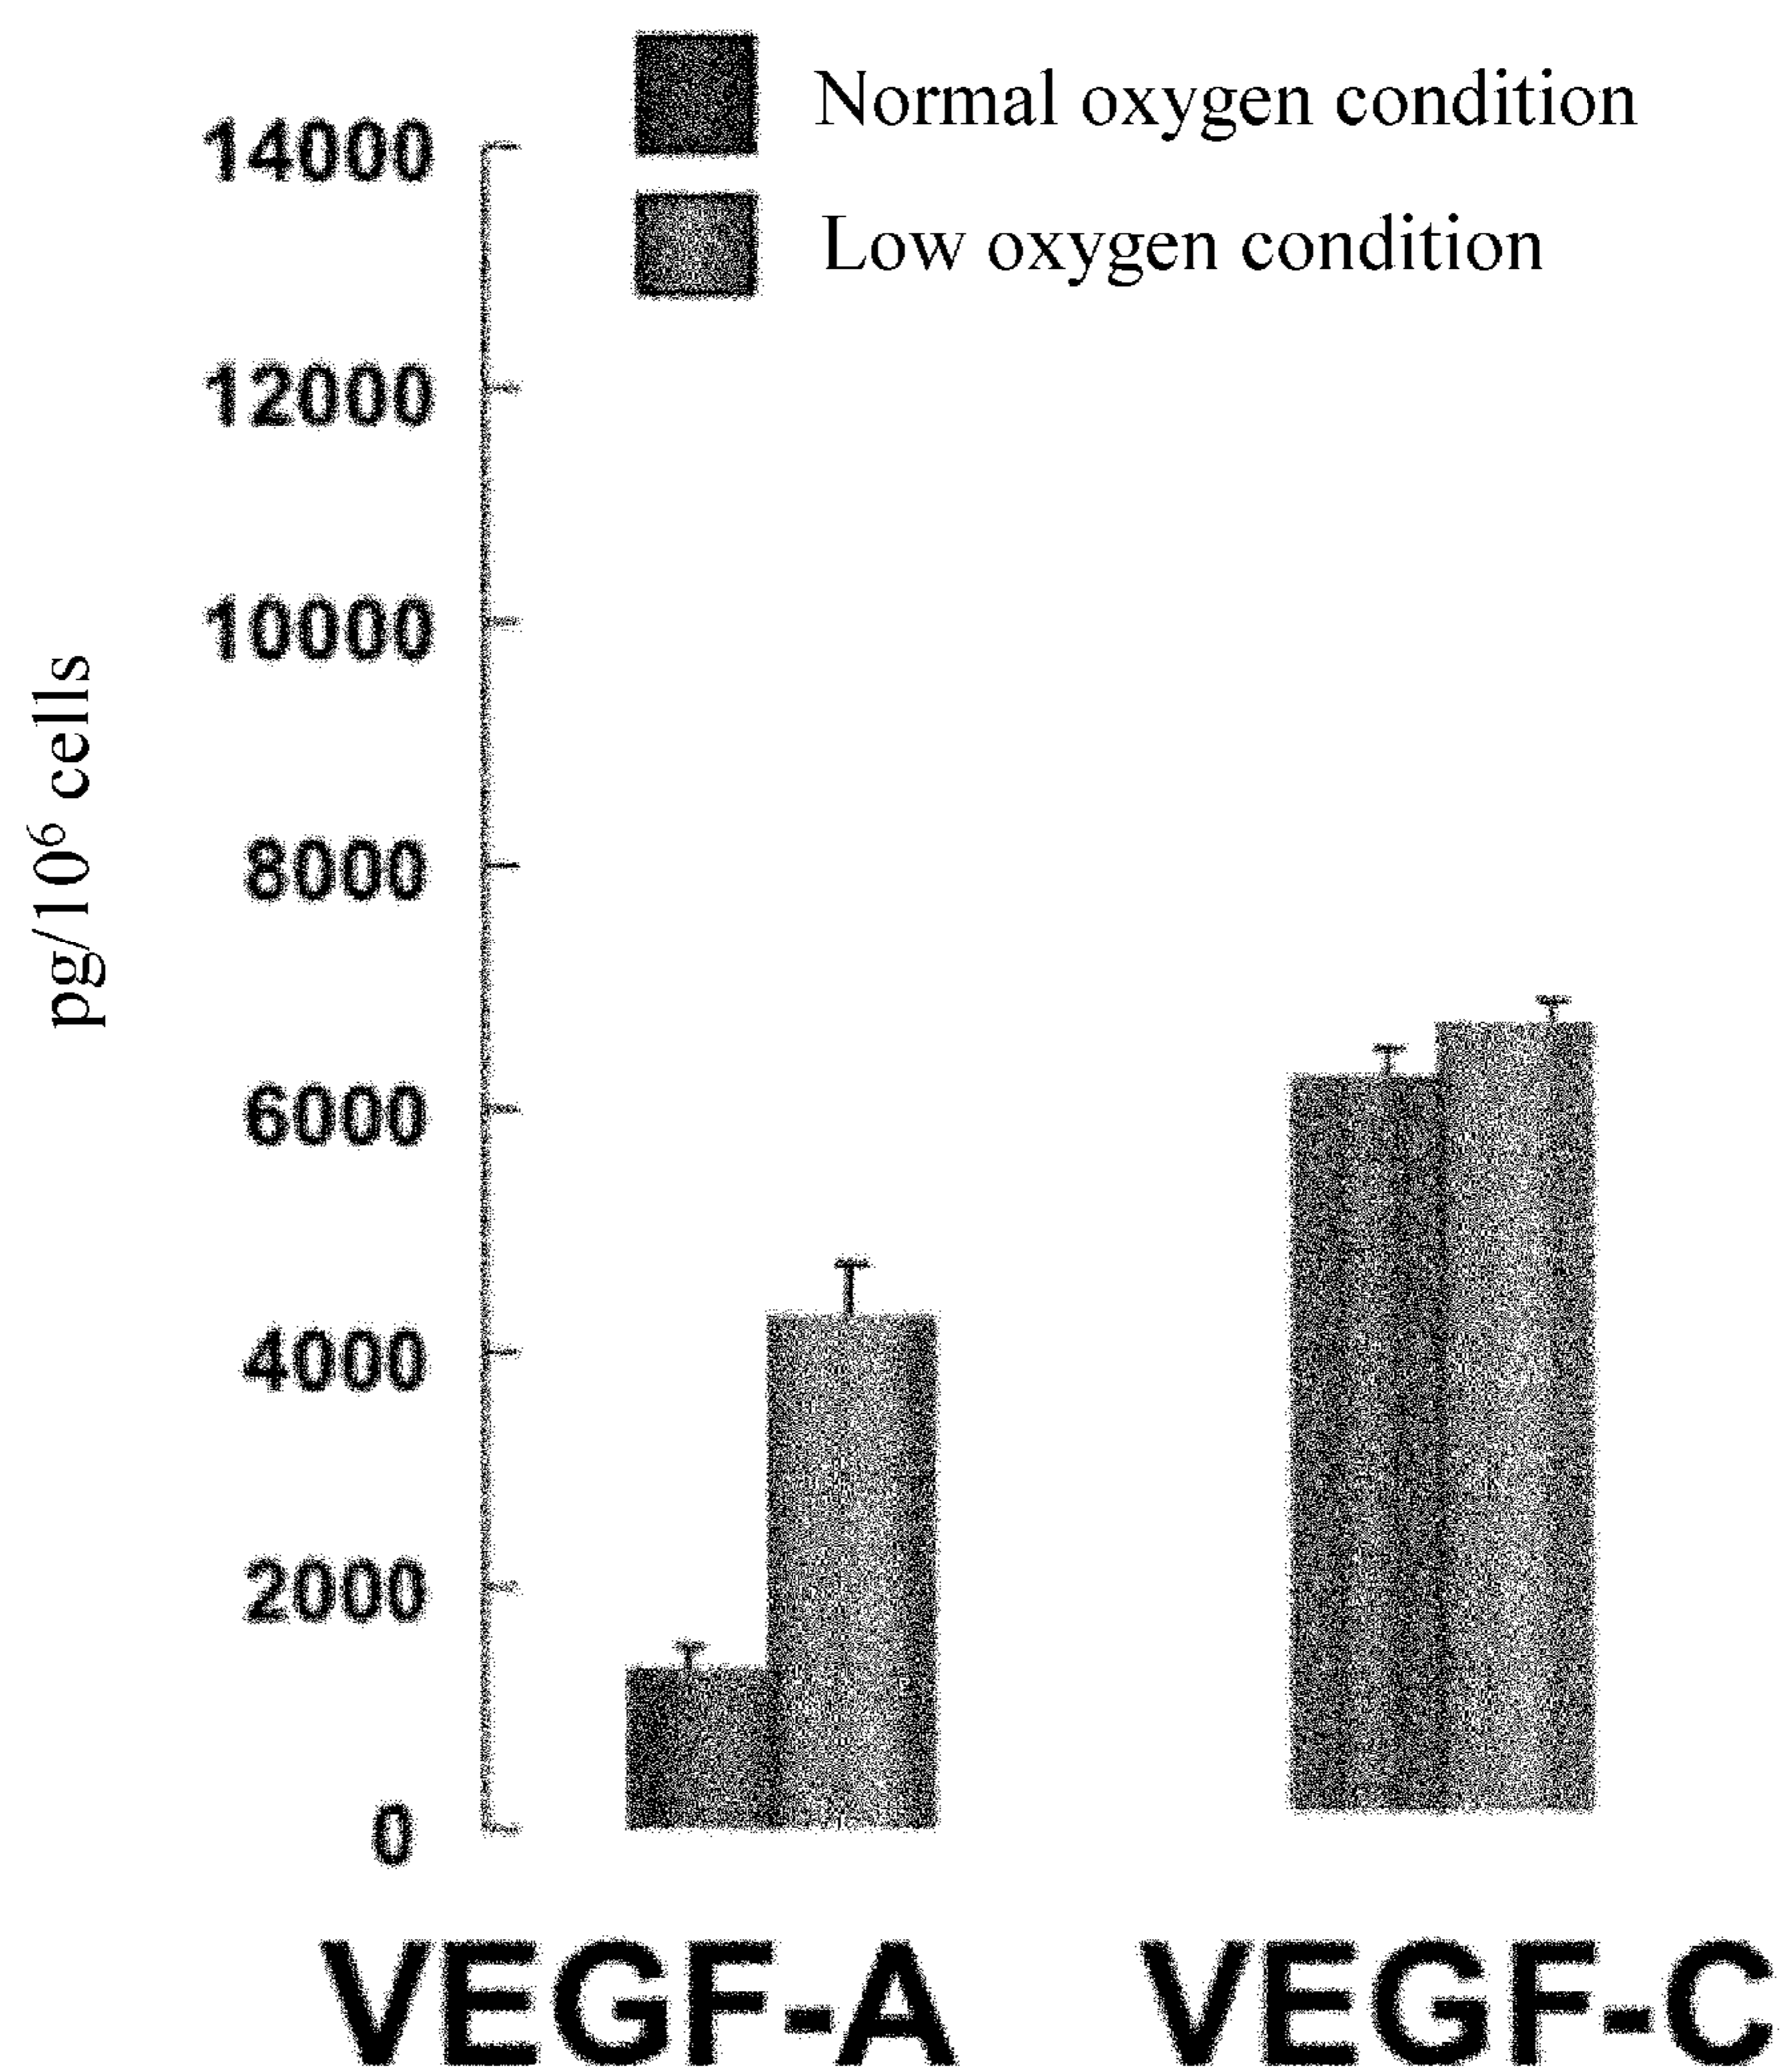 Normal oxygen condition
Low oxygen condition
14000
12000
10000
8000
6000
4000
2000
0
pg/10⁶ cells
VEGF-A VEGF-C